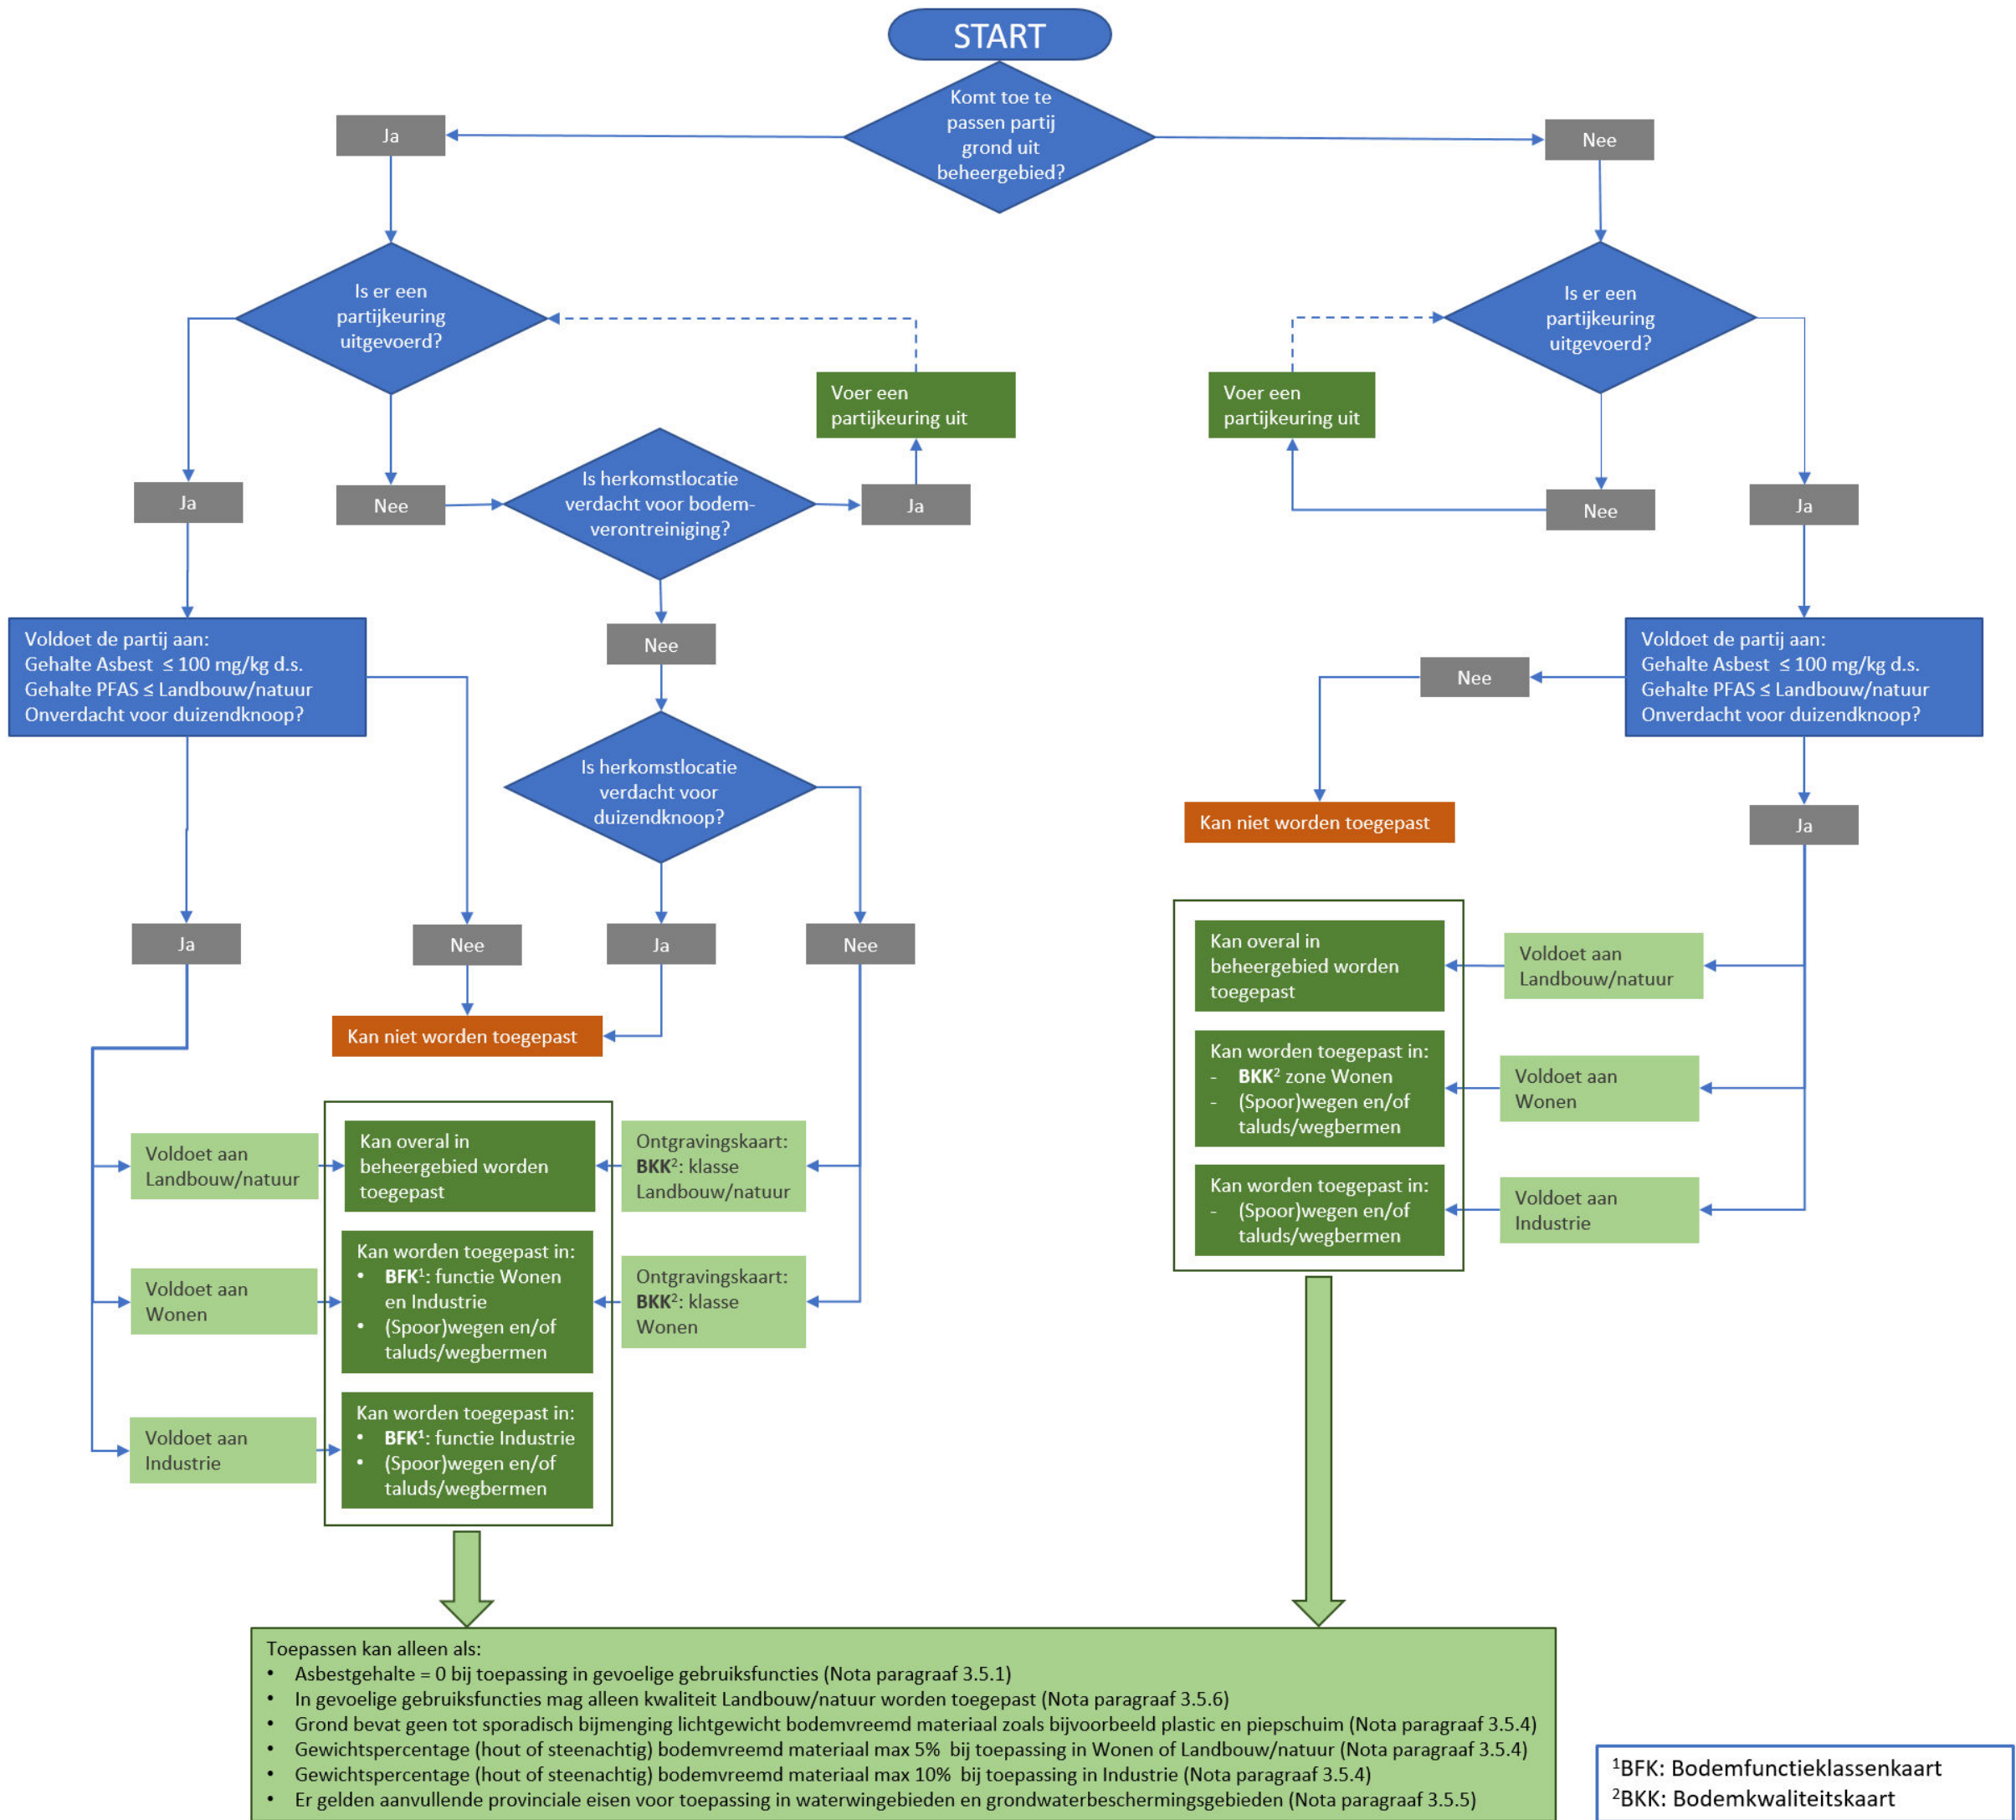 START
Komt toe te
passen partij
grond uit
beheergebied?
Ja
Nee
Is er een
partijkeuring
uitgevoerd?
Is er een
partijkeuring
uitgevoerd?
Voer een
partijkeuring uit
Voer een
partijkeuring uit
Ja
Nee
Is herkomstlocatie
verdacht voor bodem-
verontreiniging?
Ja
Nee
Ja
Voldoet de partij aan:
Gehalte Asbest ≤ 100 mg/kg d.s.
Gehalte PFAS ≤ Landbouw/natuur
Onverdacht voor duizendknoop?
Nee
Nee
Voldoet de partij aan:
Gehalte Asbest ≤ 100 mg/kg d.s.
Gehalte PFAS ≤ Landbouw/natuur
Onverdacht voor duizendknoop?
Is herkomstlocatie
verdacht voor
duizendknoop?
Kan niet worden toegepast
Ja
Ja
Nee
Ja
Nee
Kan niet worden toegepast
Kan overal in
beheergebied worden
toegepast
Voldoet aan
Landbouw/natuur
Kan worden toegepast in:
- BKK² zone Wonen
- (Spoor)wegen en/of
taluds/wegbermen
Voldoet aan
Wonen
Kan worden toegepast in:
- (Spoor)wegen en/of
taluds/wegbermen
Voldoet aan
Industrie
Voldoet aan
Landbouw/natuur
Kan overal in
beheergebied worden
toegepast
Ontgravingskaart:
BKK²: klasse
Landbouw/natuur
Voldoet aan
Wonen
Kan worden toegepast in:
• BFK¹: functie Wonen
en Industrie
• (Spoor)wegen en/of
taluds/wegbermen
Ontgravingskaart:
BKK²: klasse
Wonen
Voldoet aan
Industrie
Kan worden toegepast in:
• BFK¹: functie Industrie
• (Spoor)wegen en/of
taluds/wegbermen
Toepassen kan alleen als:
• Asbestgehalte = 0 bij toepassing in gevoelige gebruiksfuncties (Nota paragraaf 3.5.1)
• In gevoelige gebruiksfuncties mag alleen kwaliteit Landbouw/natuur worden toegepast (Nota paragraaf 3.5.6)
• Grond bevat geen tot sporadisch bijmenging lichtgewicht bodemvreemd materiaal zoals bijvoorbeeld plastic en piepschuim (Nota paragraaf 3.5.4)
• Gewichtspercentage (hout of steenachtig) bodemvreemd materiaal max 5% bij toepassing in Wonen of Landbouw/natuur (Nota paragraaf 3.5.4)
• Gewichtspercentage (hout of steenachtig) bodemvreemd materiaal max 10% bij toepassing in Industrie (Nota paragraaf 3.5.4)
• Er gelden aanvullende provinciale eisen voor toepassing in waterwingebieden en grondwaterbeschermingsgebieden (Nota paragraaf 3.5.5)
¹BFK: Bodemfunctieklassenkaart
²BKK: Bodemkwaliteitskaart